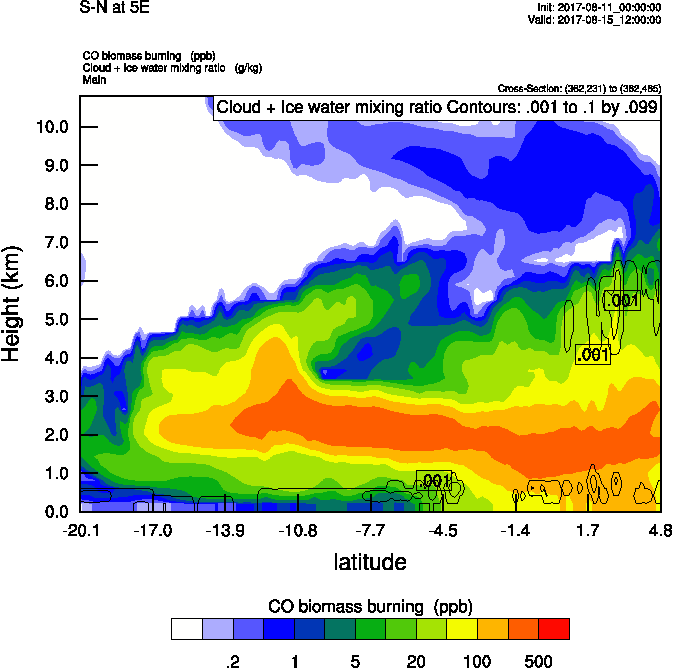 S-N at 5E
Init: 2017-08-11_00:00:00
Valid: 2017-08-15_12:00:00
CO biomass burning (ppb)
Cloud + Ice water mixing ratio (g/kg)
Main
Cross-Section: (362,231) to (362,485)
Cloud + Ice water mixing ratio Contours: .001 to .1 by .099
10.0
9.0
8.0
7.0
6.0
5.0
4.0
3.0
2.0
1.0
0.0
Height (km)
.001
.001
.001
-20.1 -17.0 -13.9 -10.8 -7.7 -4.5 -1.4 1.7 4.8
latitude
CO biomass burning (ppb)
.2 1 5 20 100 500